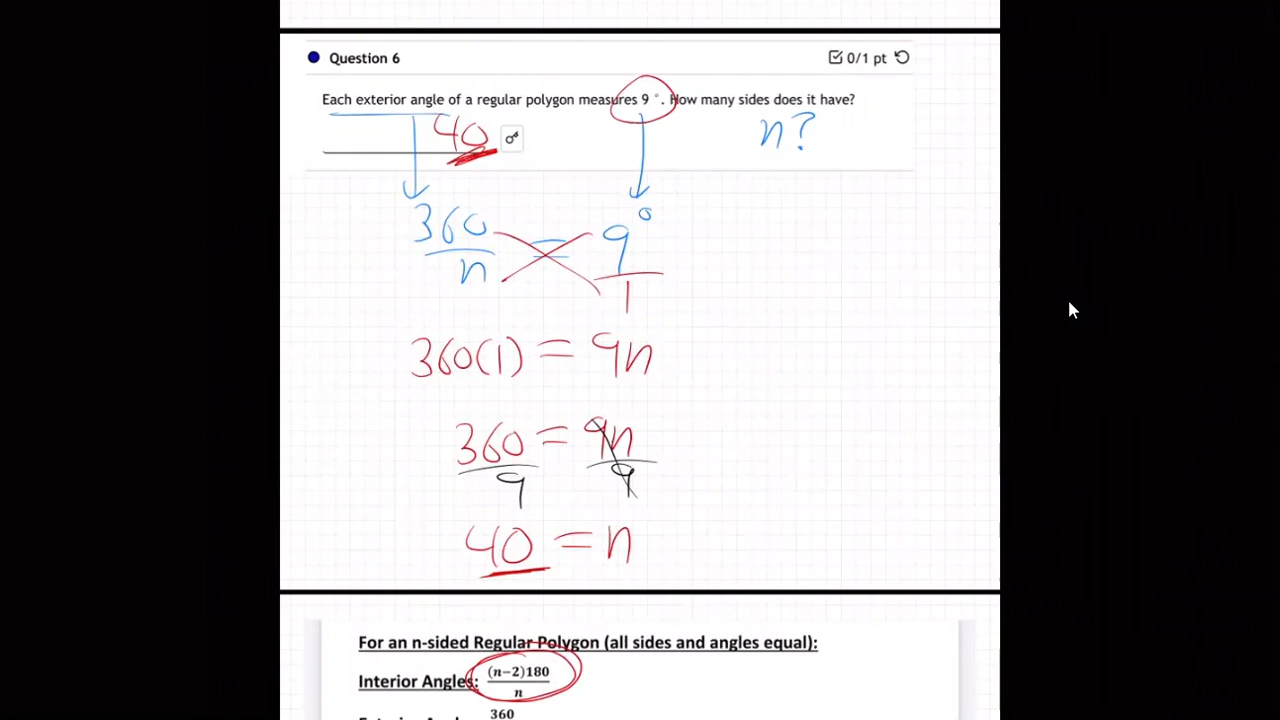 Question 6
0/1 pt
Each exterior angle of a regular polygon measures 9 °. How many sides does it have?
40
n?
360/n = 9°/1
360(1) = 9n
360/9 = 9n/9
40 = n
For an n-sided Regular Polygon (all sides and angles equal):
Interior Angles: (n−2)180/n
360